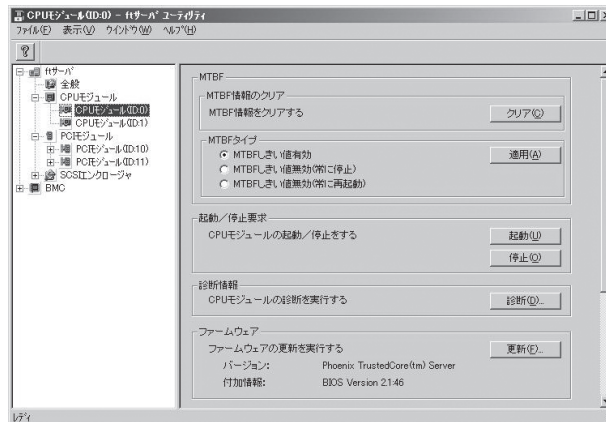 CPUモジュール(ID:0) - ftサーバ ユーティリティ
ファイル(F) 表示(V) ウインドウ(W) ヘルプ(H)
ftサーバ
全般
CPUモジュール
CPUモジュール(ID:0)
CPUモジュール(ID:1)
PCIモジュール
PCIモジュール(ID:10)
PCIモジュール(ID:11)
SCSIエンクロージャ
BMC
MTBF
MTBF情報のクリア
MTBF情報をクリアする クリア(C)
MTBFタイプ
MTBFしきい値有効 適用(A)
MTBFしきい値無効(常に停止)
MTBFしきい値無効(常に再起動)
起動/停止要求
CPUモジュールの起動/停止をする 起動(U)
停止(O)
診断情報
CPUモジュールの診断を実行する 診断(D)...
ファームウェア
ファームウェアの更新を実行する 更新(F)...
バージョン: Phoenix TrustedCore(tm) Server
付加情報: BIOS Version 2.1:46
レディ